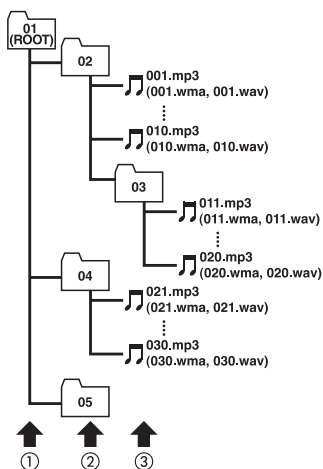 01
(ROOT)
02
001.mp3
(001.wma, 001.wav)
010.mp3
(010.wma, 010.wav)
03
011.mp3
(011.wma, 011.wav)
020.mp3
(020.wma, 020.wav)
04
021.mp3
(021.wma, 021.wav)
030.mp3
(030.wma, 030.wav)
05
① ② ③